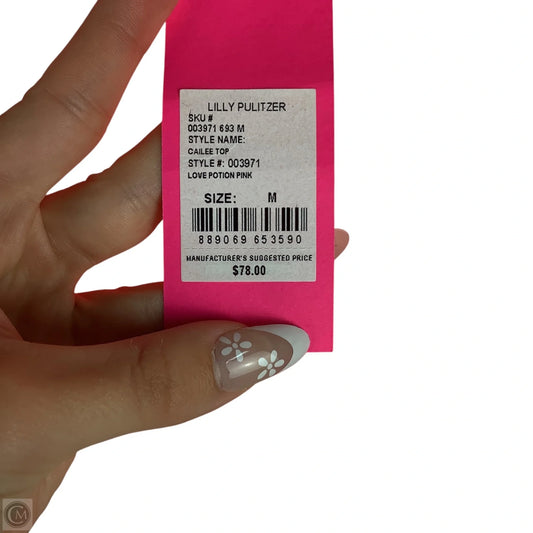 LILLY PULITZER
SKU #
003971 693 M
STYLE NAME:
CAILEE TOP
STYLE #: 003971
LOVE POTION PINK
SIZE: M
889069 653590
MANUFACTURER'S SUGGESTED PRICE
$78.00
CM